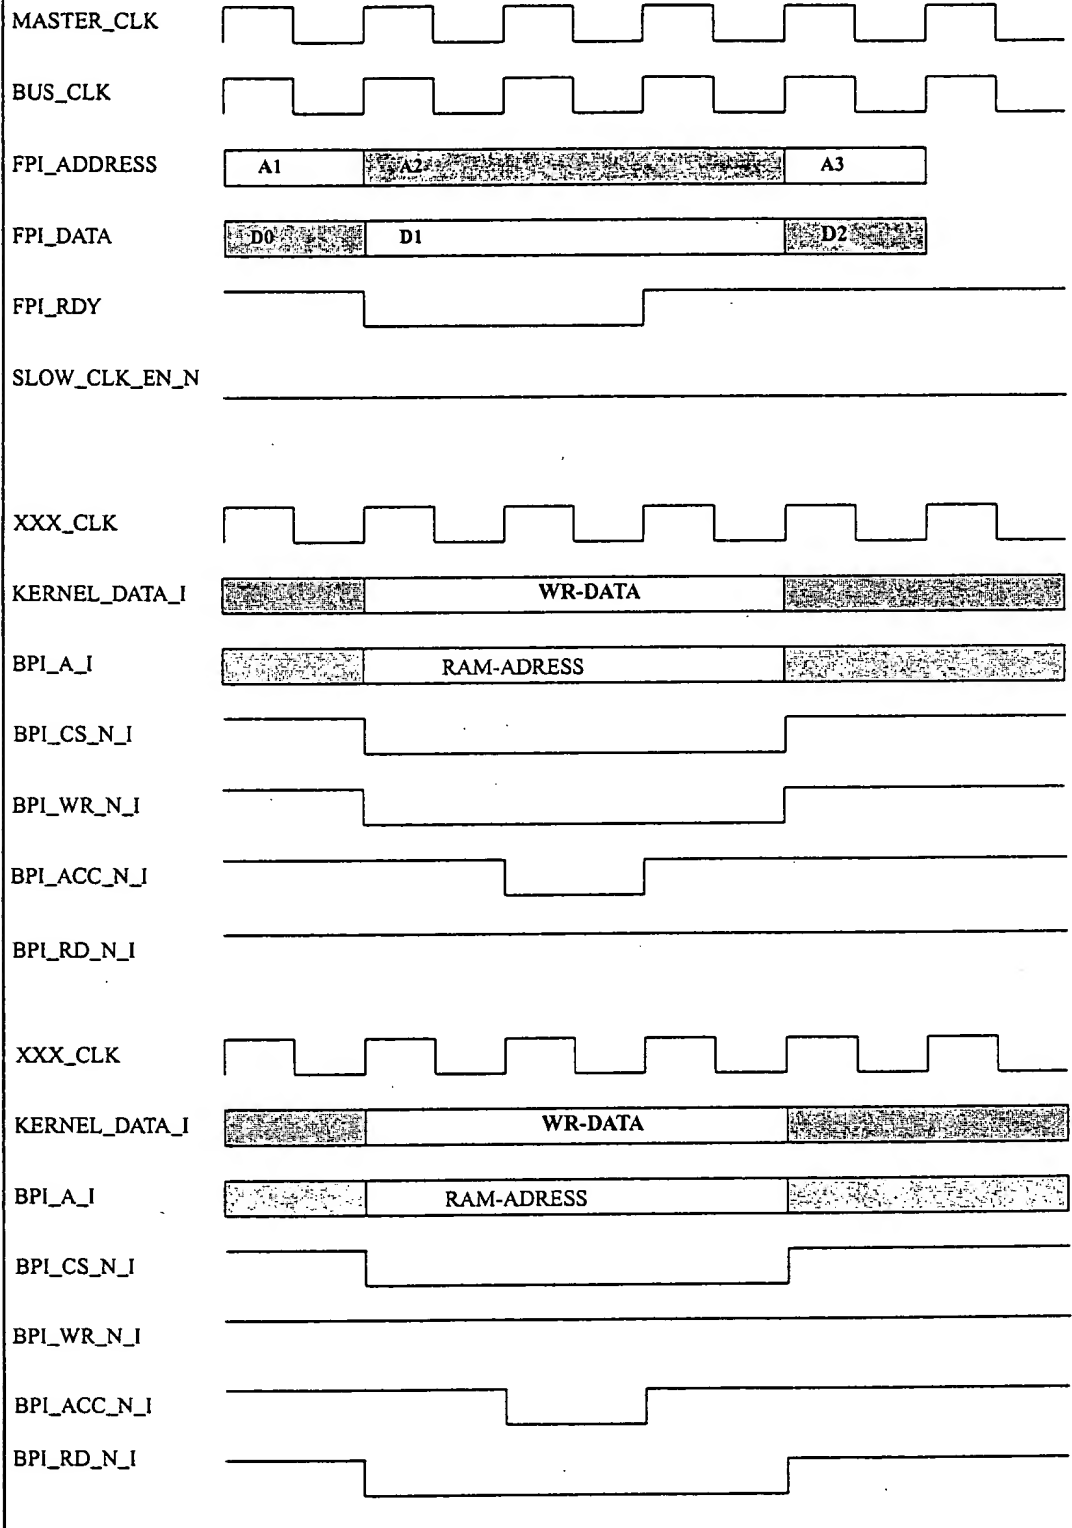 MASTER_CLK
BUS_CLK
FPI_ADDRESS A1 A2 A3
FPI_DATA D0 D1 D2
FPI_RDY
SLOW_CLK_EN_N
XXX_CLK
KERNEL_DATA_I WR-DATA
BPI_A_I RAM-ADRESS
BPI_CS_N_I
BPI_WR_N_I
BPI_ACC_N_I
BPI_RD_N_I
XXX_CLK
KERNEL_DATA_I WR-DATA
BPI_A_I RAM-ADRESS
BPI_CS_N_I
BPI_WR_N_I
BPI_ACC_N_I
BPI_RD_N_I